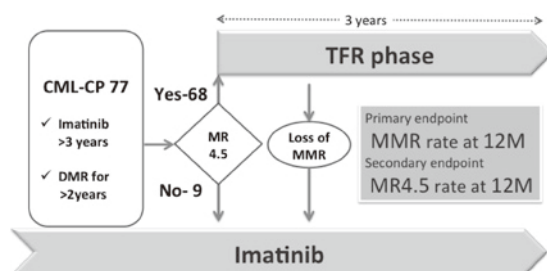 3 years
TFR phase
CML-CP 77
✓ Imatinib
>3 years
✓ DMR for
>2years
Yes-68
MR
4.5
No- 9
Loss of
MMR
Primary endpoint
MMR rate at 12M
Secondary endpoint
MR4.5 rate at 12M
Imatinib